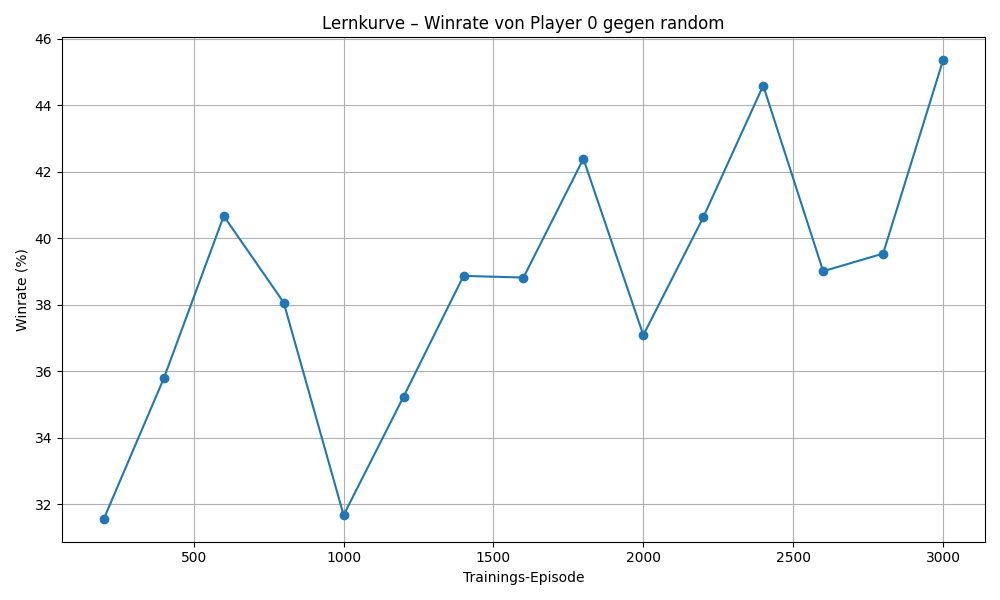 Lernkurve – Winrate von Player 0 gegen random
Winrate (%)
46
44
42
40
38
36
34
32
500 1000 1500 2000 2500 3000
Trainings-Episode